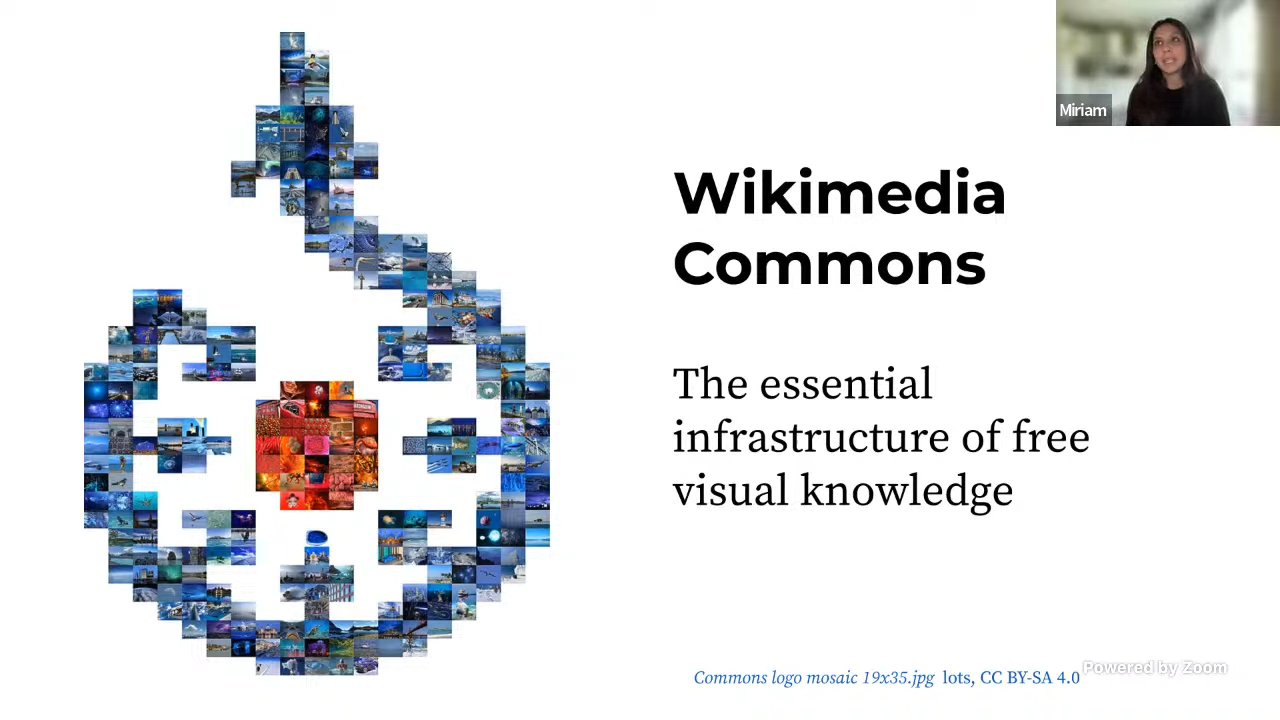 Miriam
Wikimedia
Commons
The essential
infrastructure of free
visual knowledge
Commons logo mosaic 19x35.jpg lots, CC BY-SA 4.0
Powered by Zoom